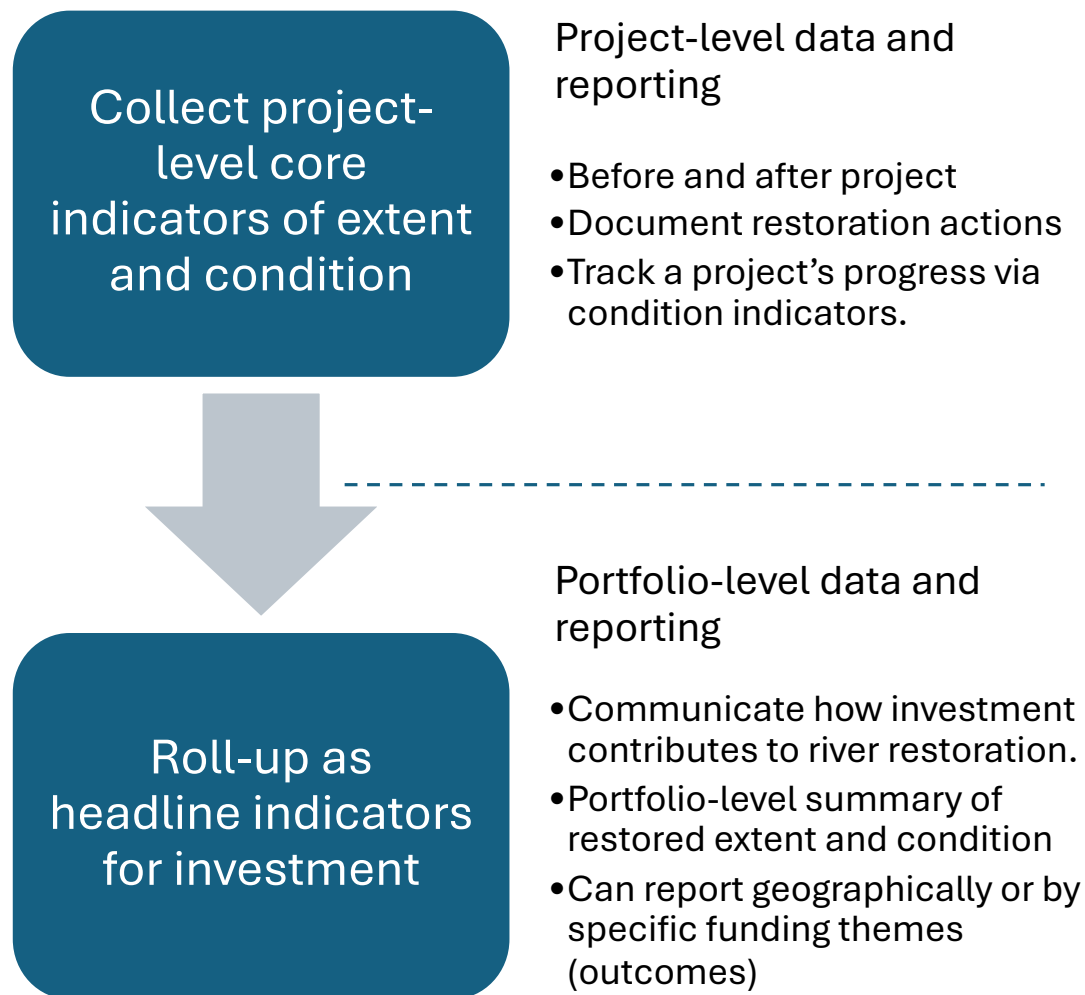 Collect project-
level core
indicators of extent
and condition
Project-level data and
reporting
•Before and after project
•Document restoration actions
•Track a project’s progress via
condition indicators.
Roll-up as
headline indicators
for investment
Portfolio-level data and
reporting
•Communicate how investment
contributes to river restoration.
•Portfolio-level summary of
restored extent and condition
•Can report geographically or by
specific funding themes
(outcomes)